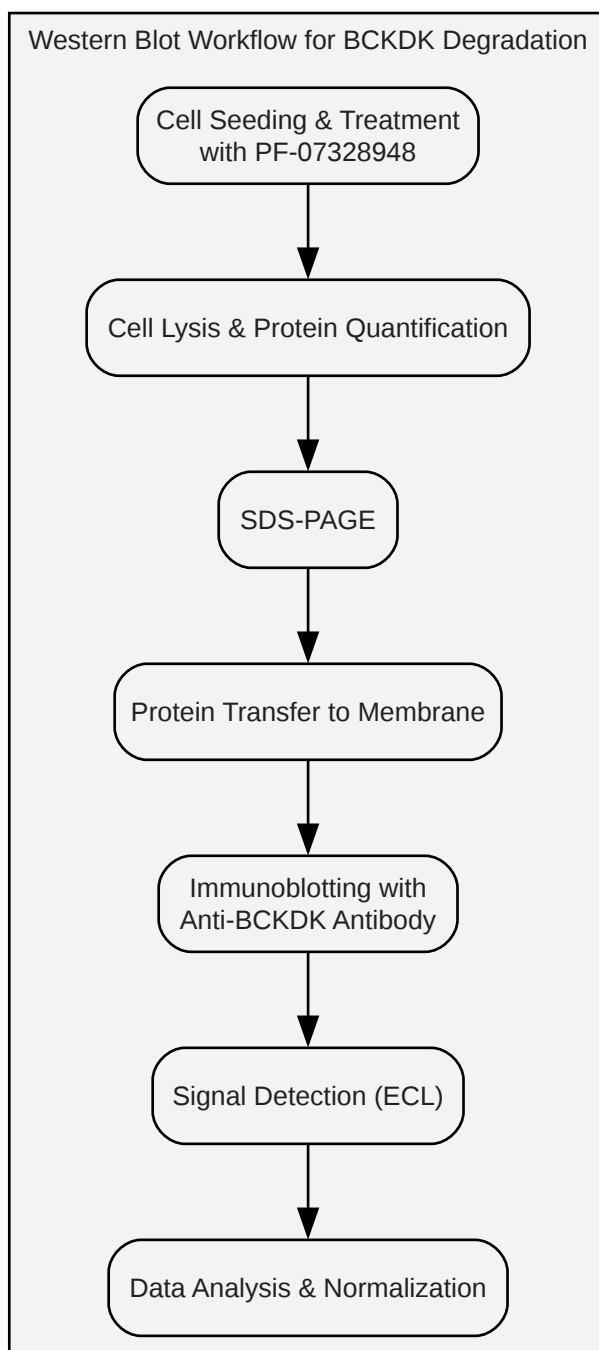 Western Blot Workflow for BCKDK Degradation
Cell Seeding & Treatment
with PF-07328948
Cell Lysis & Protein Quantification
SDS-PAGE
Protein Transfer to Membrane
Immunoblotting with
Anti-BCKDK Antibody
Signal Detection (ECL)
Data Analysis & Normalization